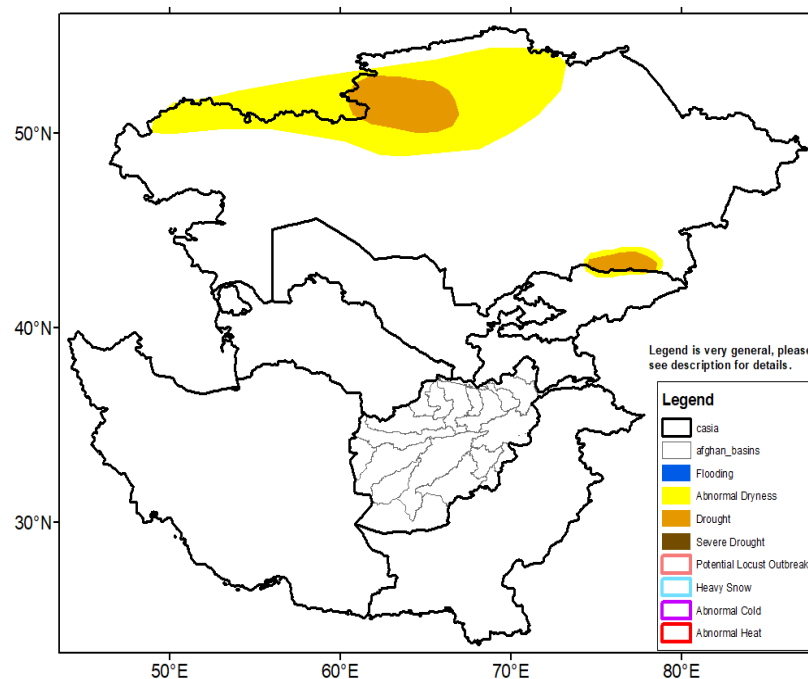 50°N
40°N
30°N
50°E
60°E
70°E
80°E
Legend is very general, please
see description for details.
Legend
casia
afghan_basins
Flooding
Abnormal Dryness
Drought
Severe Drought
Potential Locust Outbreak
Heavy Snow
Abnormal Cold
Abnormal Heat